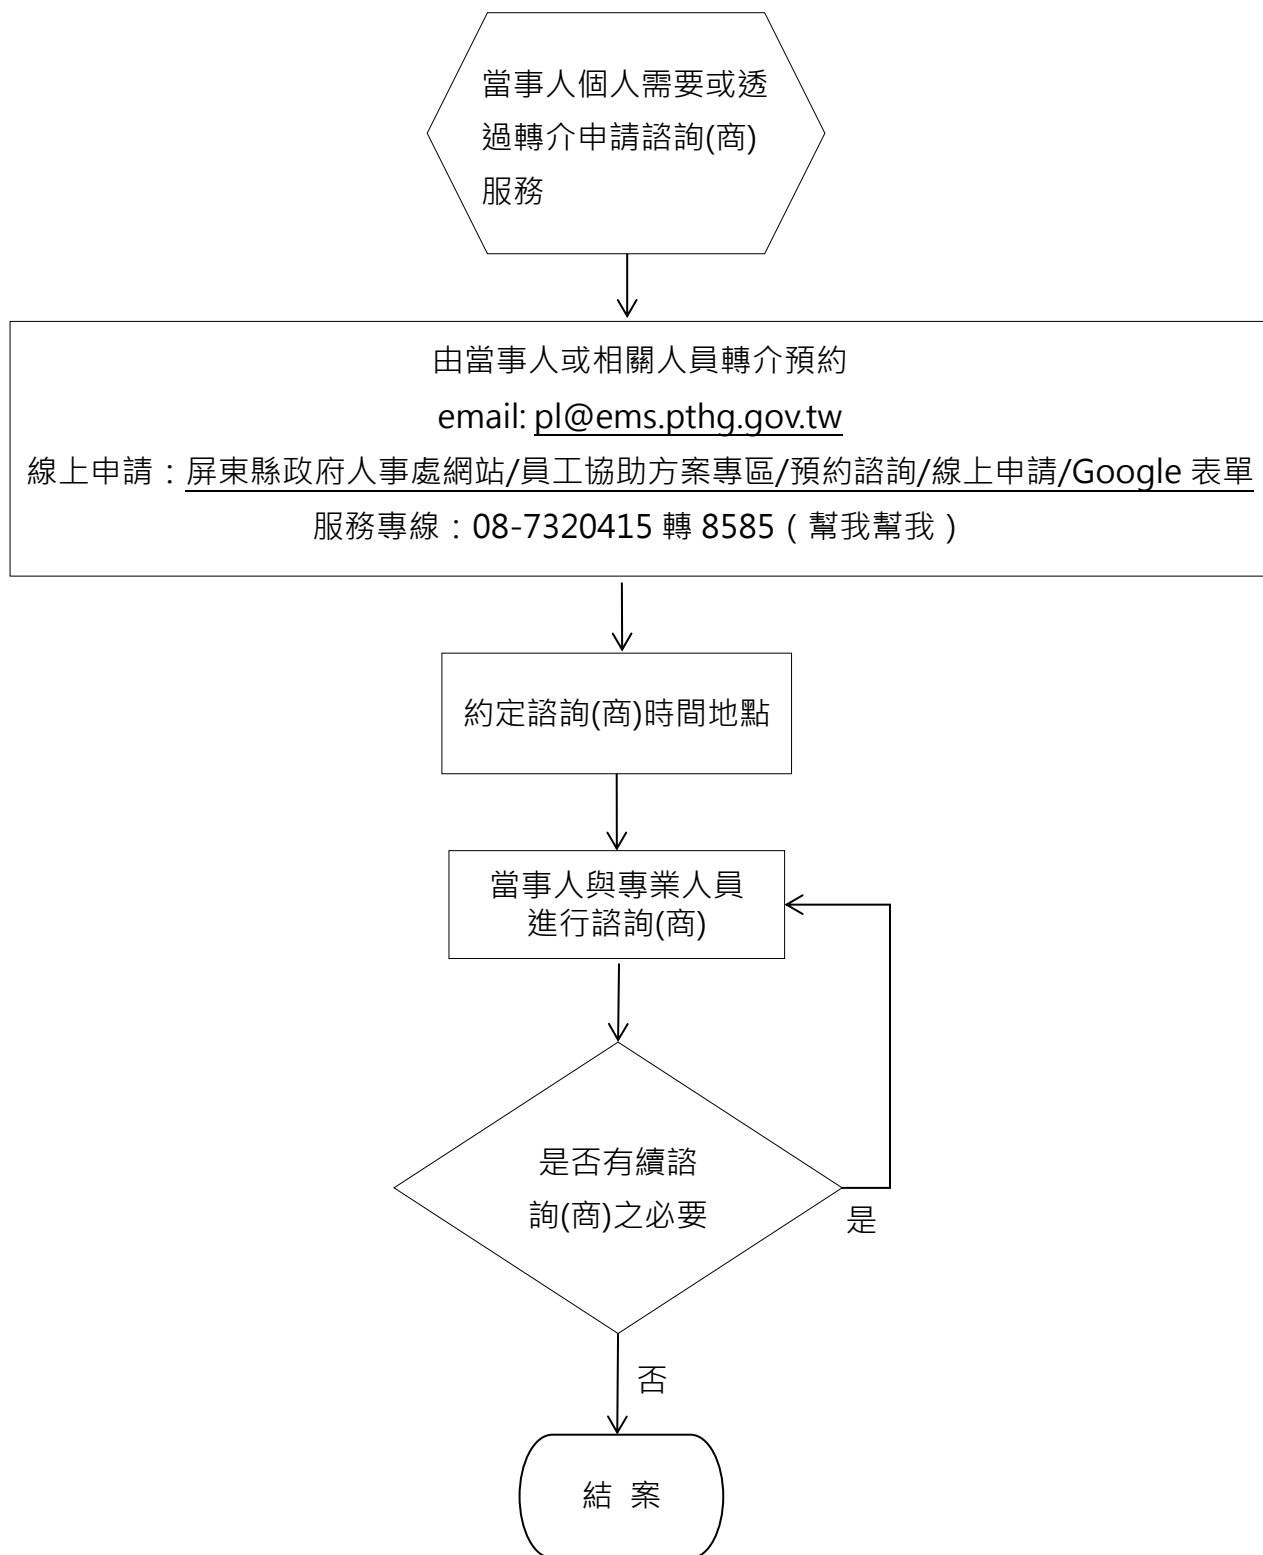 當事人個人需要或透
過轉介申請諮詢(商)
服務
由當事人或相關人員轉介預約
email: pl@ems.pthg.gov.tw
線上申請：屏東縣政府人事處網站/員工協助方案專區/預約諮詢/線上申請/Google 表單
服務專線：08-7320415 轉 8585（幫我幫我）
約定諮詢(商)時間地點
當事人與專業人員
進行諮詢(商)
是否有續諮
詢(商)之必要
是
否
結 案